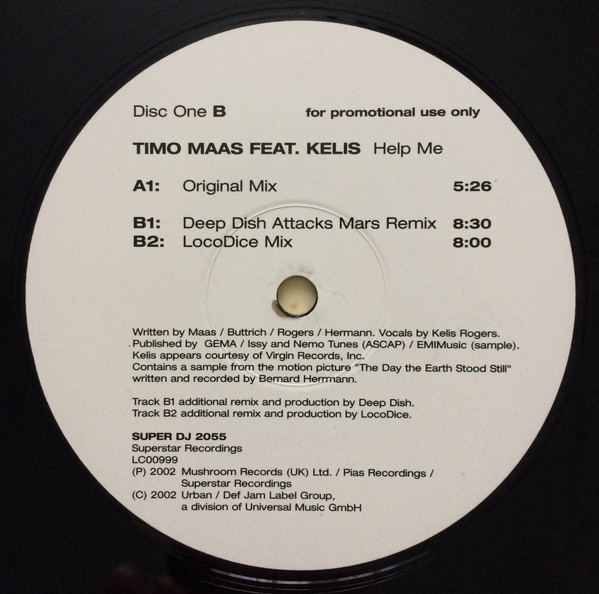 Disc One B for promotional use only
TIMO MAAS FEAT. KELIS Help Me
A1: Original Mix 5:26
B1: Deep Dish Attacks Mars Remix 8:30
B2: LocoDice Mix 8:00
Written by Maas / Buttrich / Rogers / Hermann. Vocals by Kelis Rogers.
Published by GEMA / Issy and Nemo Tunes (ASCAP) / EMIMusic (sample).
Kelis appears courtesy of Virgin Records, Inc.
Contains a sample from the motion picture "The Day the Earth Stood Still"
written and recorded by Bernard Herrmann.
Track B1 additional remix and production by Deep Dish.
Track B2 additional remix and production by LocoDice.
SUPER DJ 2055
Superstar Recordings
LC00999
(P) 2002 Mushroom Records (UK) Ltd. / Pias Recordings /
Superstar Recordings
(C) 2002 Urban / Def Jam Label Group,
a division of Universal Music GmbH